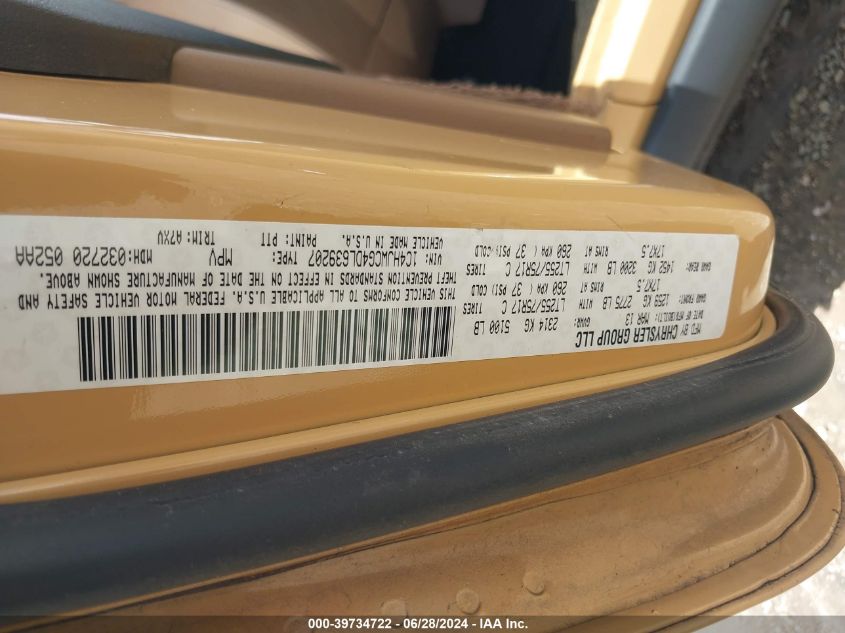 MFD BY CHRYSLER GROUP LLC
DATE OF MFR(BULT): MAR 13 GVWR: 2314 KG 5100 LB
GAWR FRONT: 1259 KG 2775 LB WITH LT255/75R17 C TIRES
17X7.5 RIMS AT 260 KPA ( 37 PSI)COLD
GAWR REAR: 1452 KG 3200 LB WITH LT255/75R17 C TIRES
17X7.5 RIMS AT 260 KPA ( 37 PSI)COLD
THIS VEHICLE CONFORMS TO ALL APPLICABLE U.S.A. FEDERAL MOTOR VEHICLE SAFETY AND
THEFT PREVENTION STANDARDS IN EFFECT ON THE DATE OF MANUFACTURE SHOWN ABOVE.
VIN: 1C4HJWCG4DL639207 TYPE: MPV MDH: 032720 052AA
VEHICLE MADE IN U.S.A. PAINT: PTT TRIM: A7XV
000-39734722 - 06/28/2024 - IAA Inc.